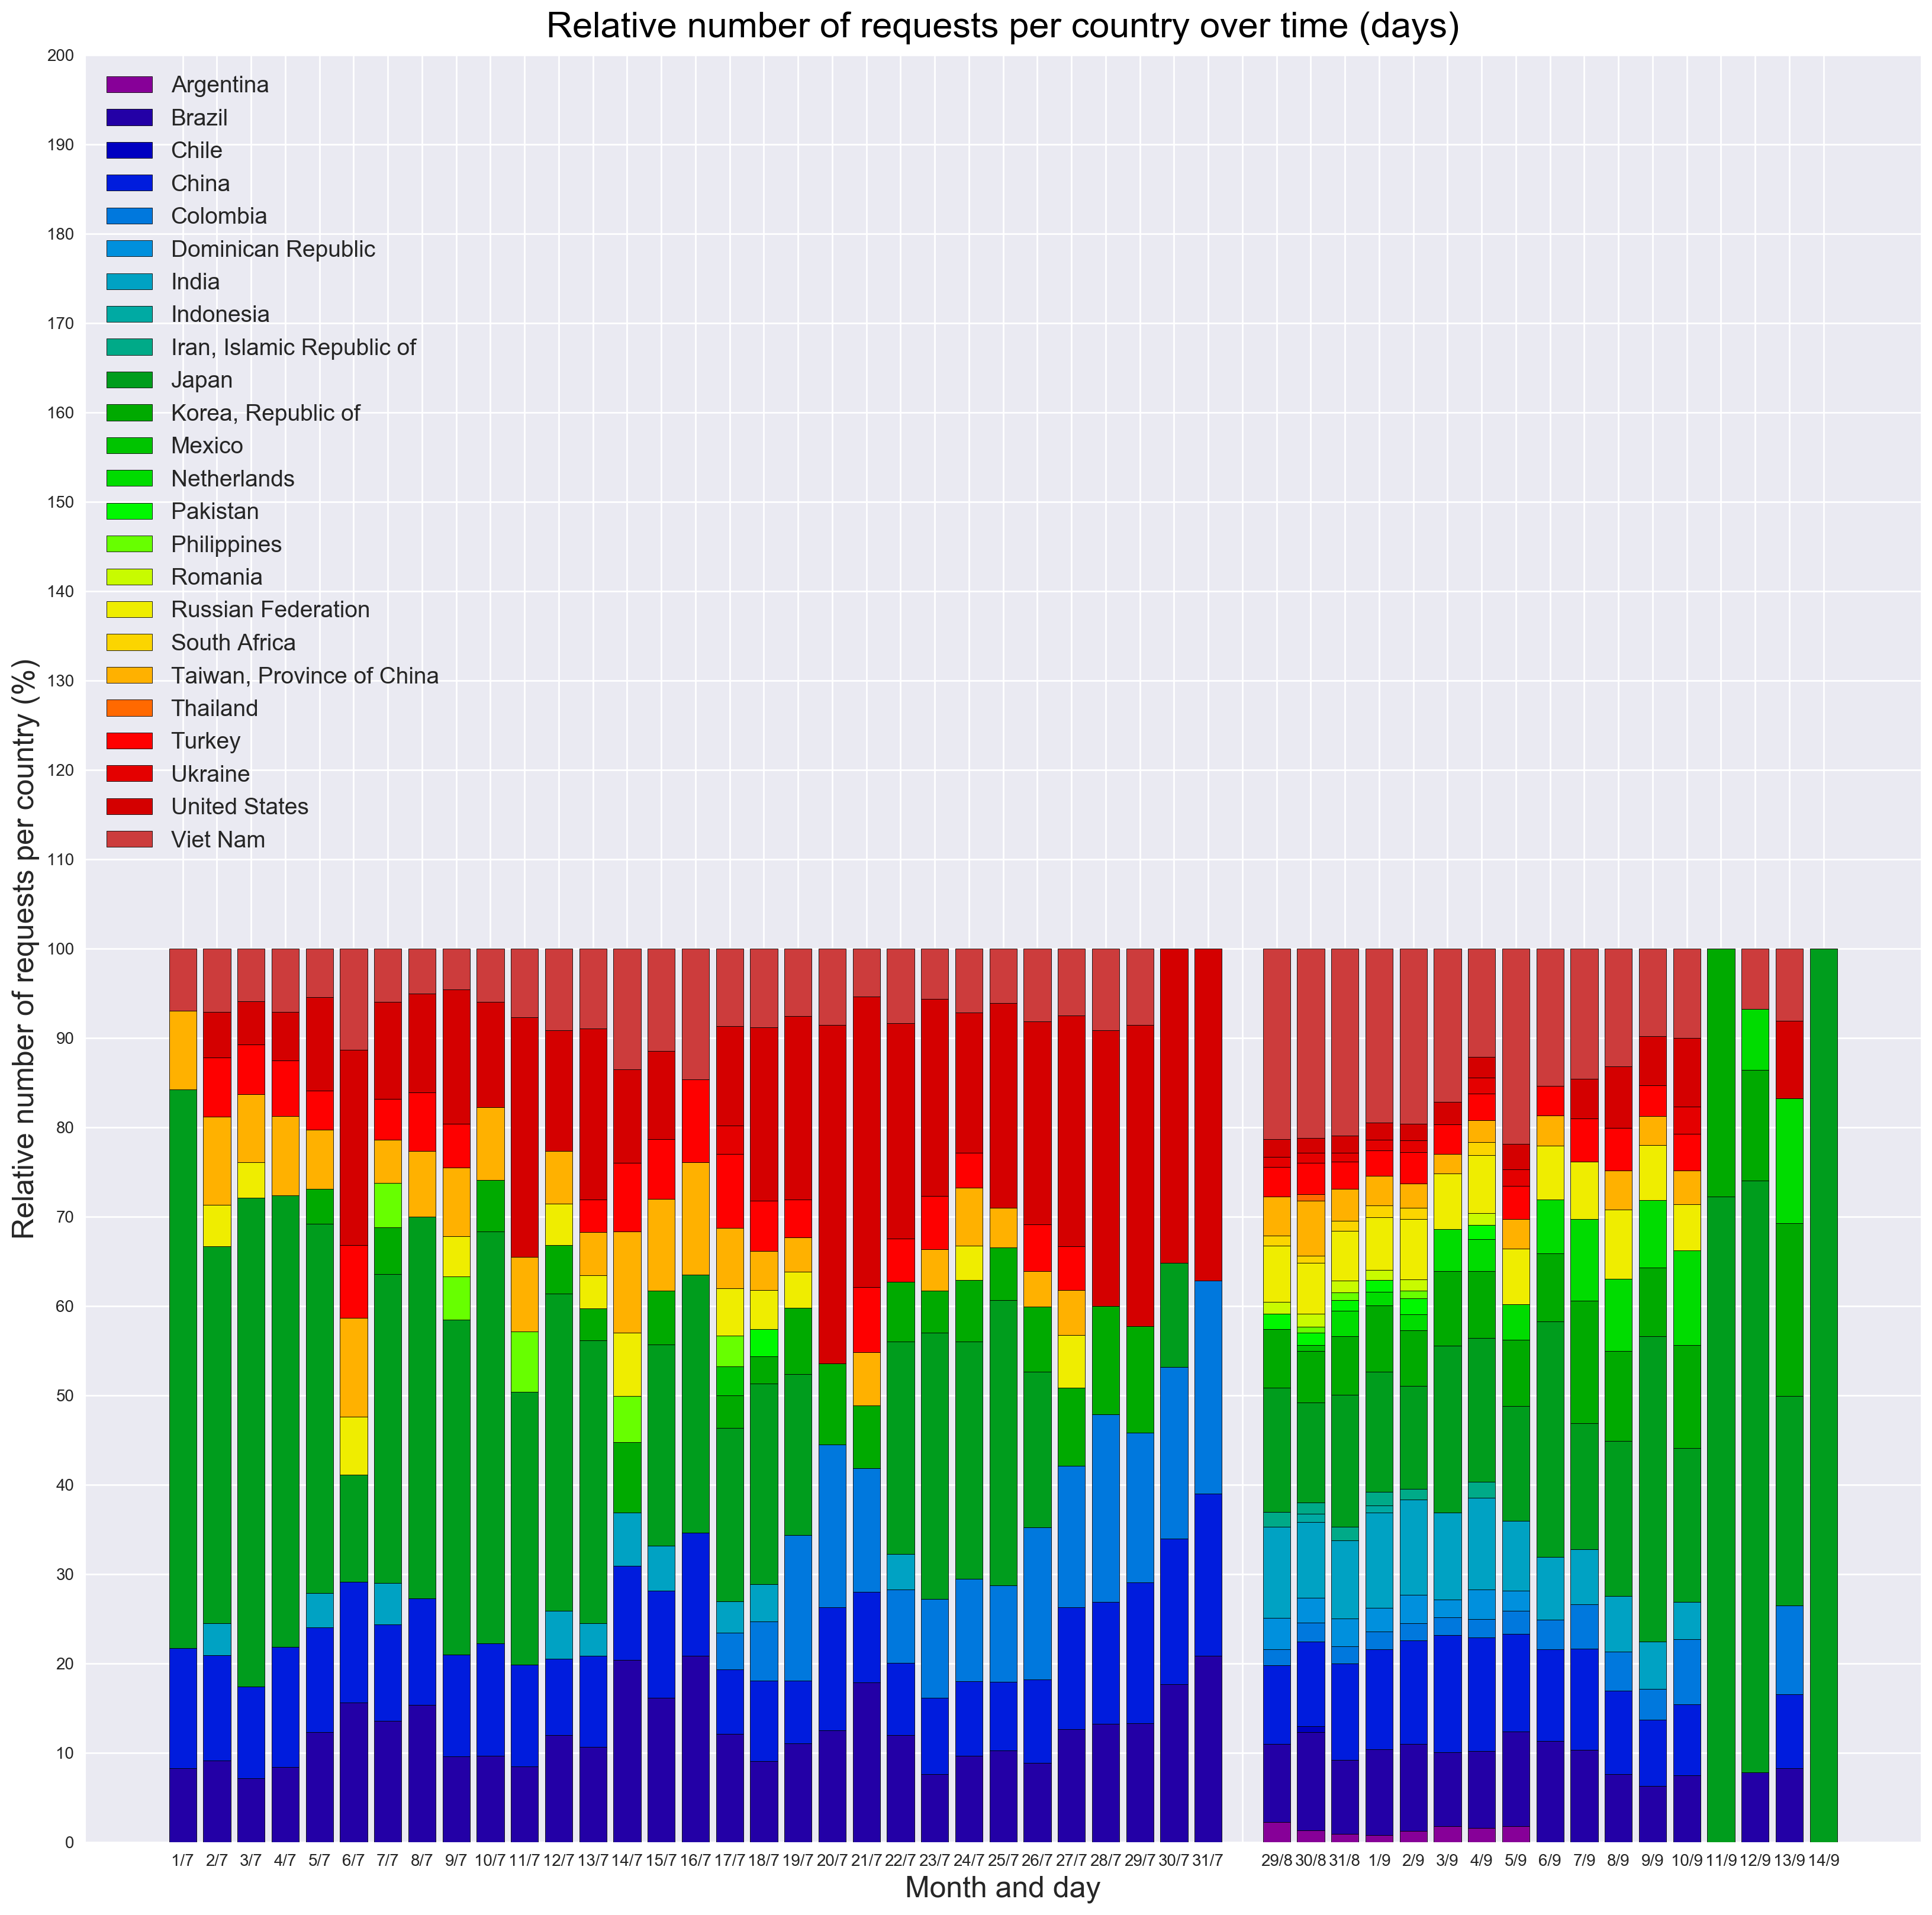 Relative number of requests per country over time (days)
200
190
180
170
160
150
140
130
120
110
100
90
80
70
60
50
40
30
20
10
0
Relative number of requests per country (%)
Argentina
Brazil
Chile
China
Colombia
Dominican Republic
India
Indonesia
Iran, Islamic Republic of
Japan
Korea, Republic of
Mexico
Netherlands
Pakistan
Philippines
Romania
Russian Federation
South Africa
Taiwan, Province of China
Thailand
Turkey
Ukraine
United States
Viet Nam
1/7 2/7 3/7 4/7 5/7 6/7 7/7 8/7 9/7 10/7 11/7 12/7 13/7 14/7 15/7 16/7 17/7 18/7 19/7 20/7 21/7 22/7 23/7 24/7 25/7 26/7 27/7 28/7 29/7 30/7 31/7 29/8 30/8 31/8 1/9 2/9 3/9 4/9 5/9 6/9 7/9 8/9 9/9 10/9 11/9 12/9 13/9 14/9
Month and day